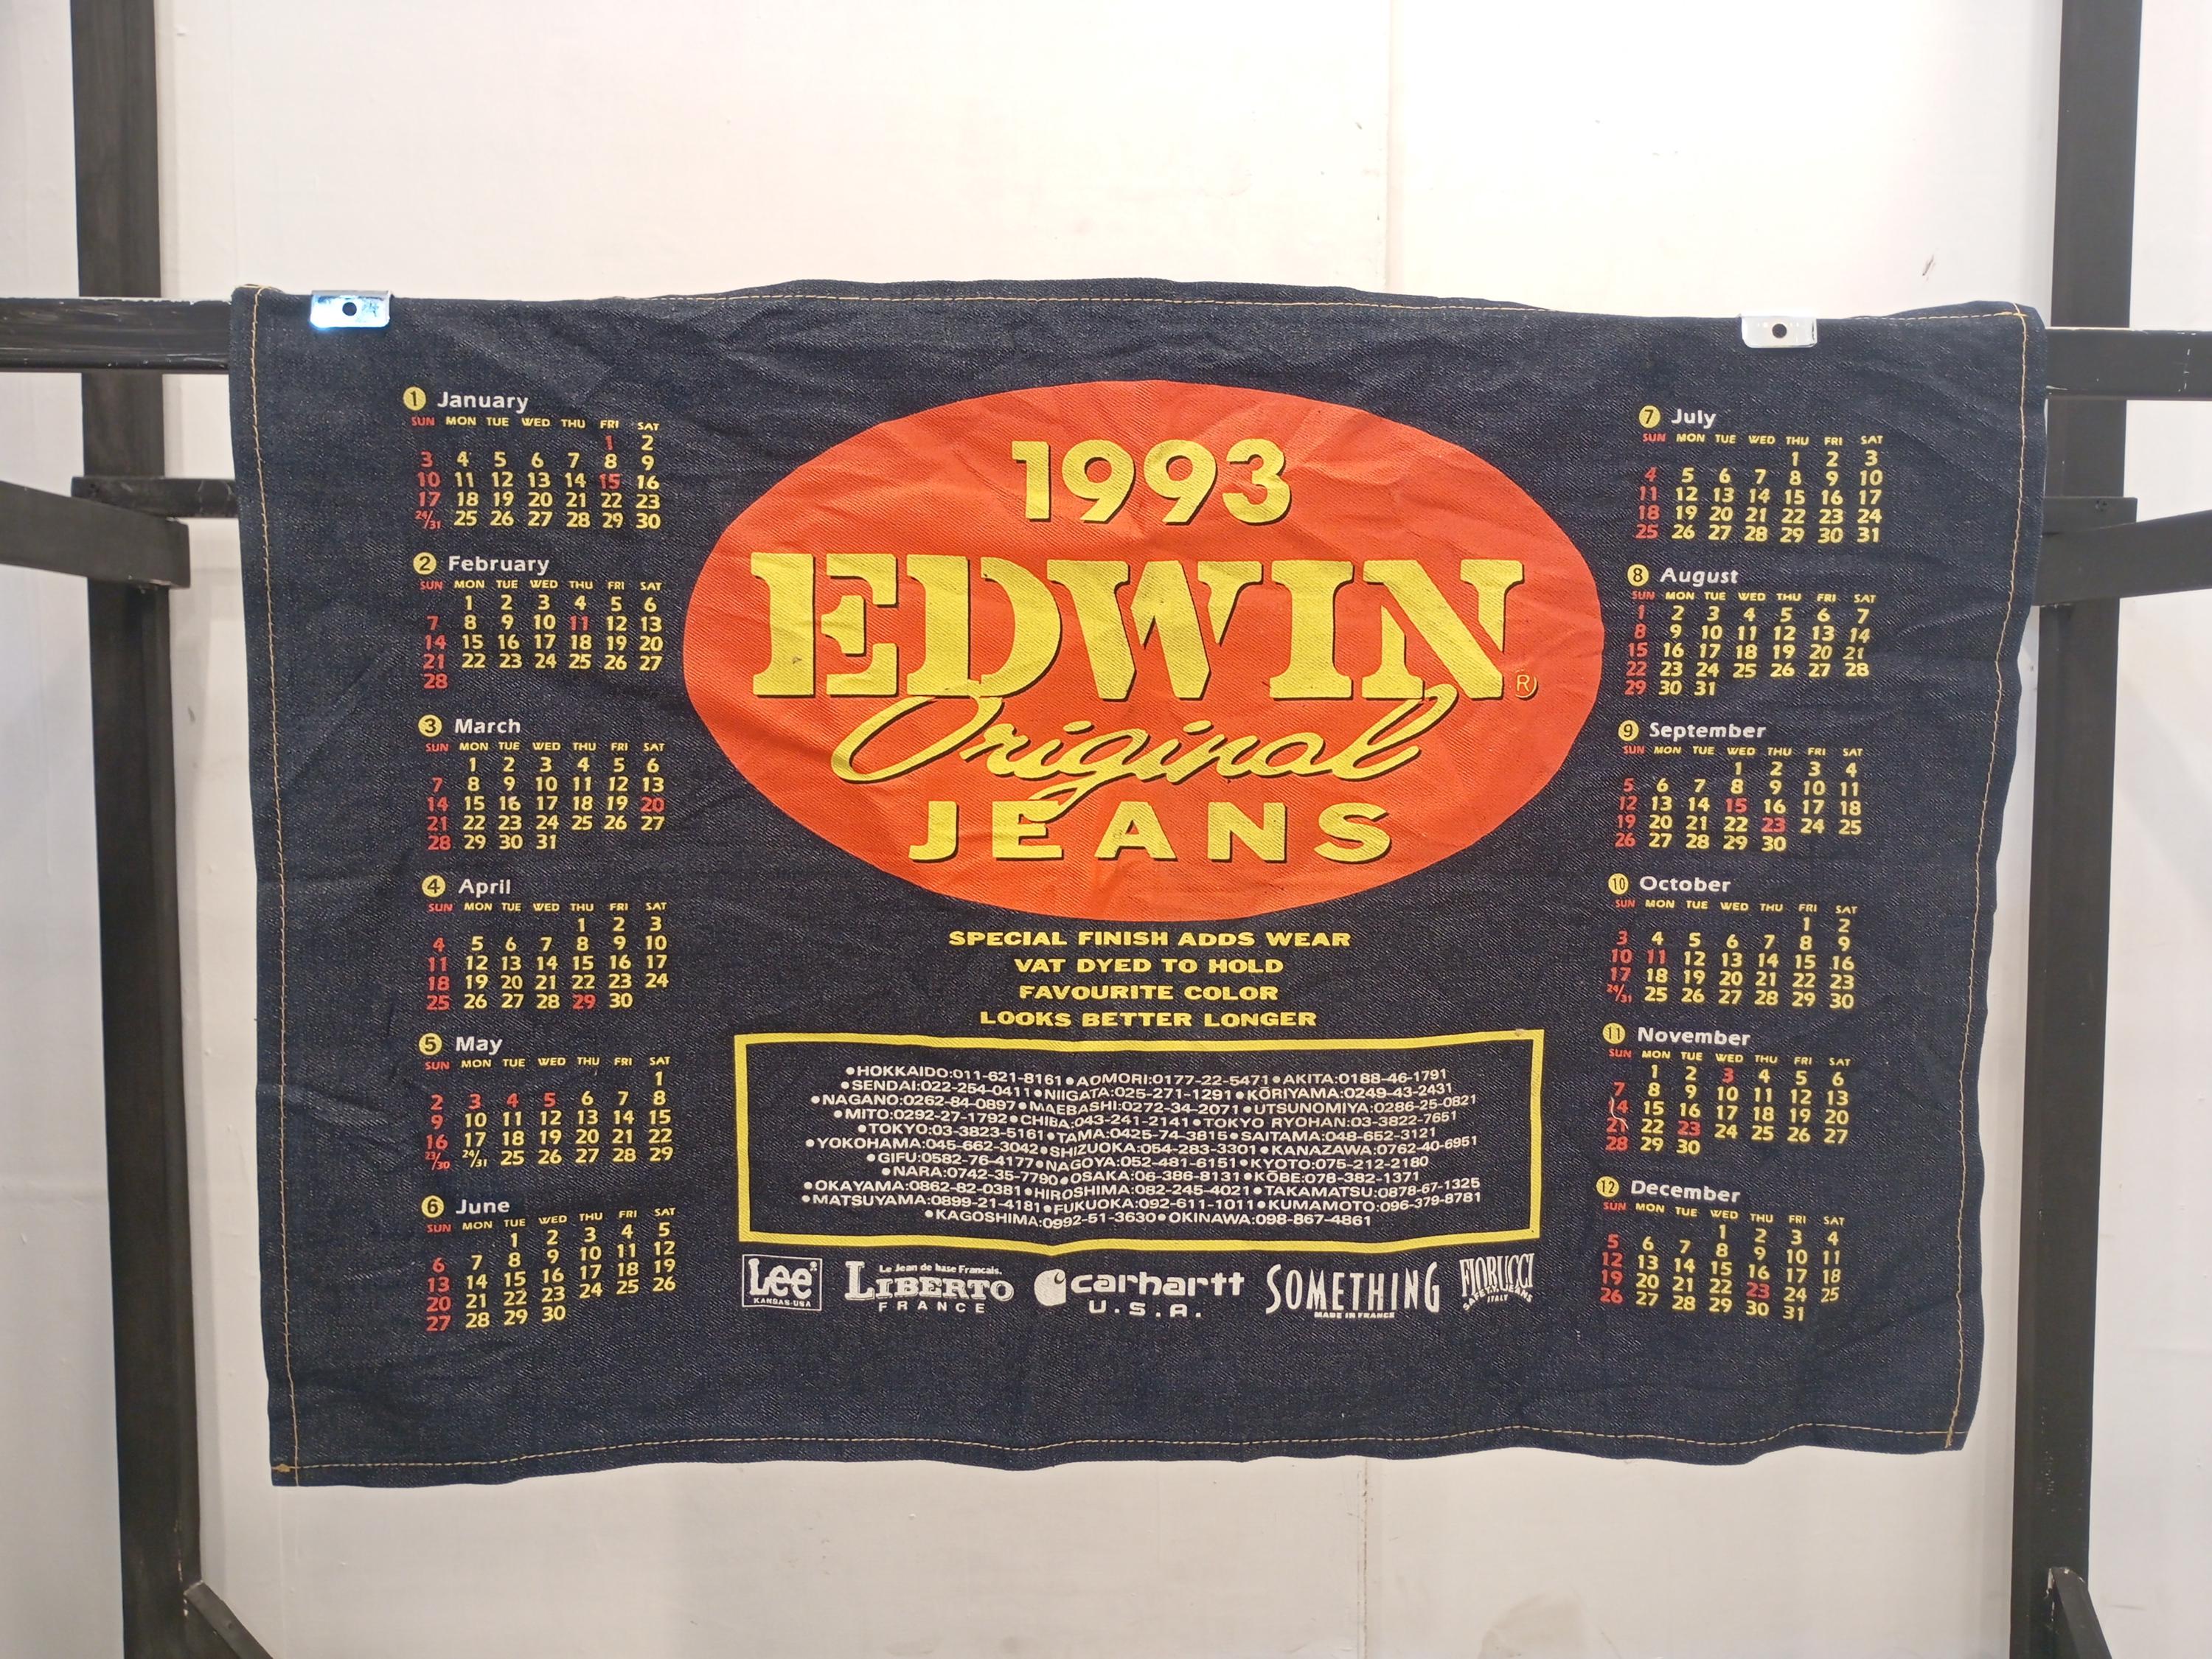 1 January
SUN MON TUE WED THU FRI SAT
1 2
3 4 5 6 7 8 9
10 11 12 13 14 15 16
17 18 19 20 21 22 23
24/31 25 26 27 28 29 30
2 February
SUN MON TUE WED THU FRI SAT
1 2 3 4 5 6
7 8 9 10 11 12 13
14 15 16 17 18 19 20
21 22 23 24 25 26 27
28
3 March
SUN MON TUE WED THU FRI SAT
1 2 3 4 5 6
7 8 9 10 11 12 13
14 15 16 17 18 19 20
21 22 23 24 25 26 27
28 29 30 31
4 April
SUN MON TUE WED THU FRI SAT
1 2 3
4 5 6 7 8 9 10
11 12 13 14 15 16 17
18 19 20 21 22 23 24
25 26 27 28 29 30
5 May
SUN MON TUE WED THU FRI SAT
1
2 3 4 5 6 7 8
9 10 11 12 13 14 15
16 17 18 19 20 21 22
23/30 24/31 25 26 27 28 29
6 June
SUN MON TUE WED THU FRI SAT
1 2 3 4 5
6 7 8 9 10 11 12
13 14 15 16 17 18 19
20 21 22 23 24 25 26
27 28 29 30
1993
EDWIN®
Original
JEANS
SPECIAL FINISH ADDS WEAR
VAT DYED TO HOLD
FAVOURITE COLOR
LOOKS BETTER LONGER
●HOKKAIDO:011-621-8161●AOMORI:0177-22-5471●AKITA:0188-46-1791
●SENDAI:022-254-0411●NIIGATA:025-271-1291●KŌRIYAMA:0249-43-2431
●NAGANO:0262-84-0897●MAEBASHI:0272-34-2071●UTSUNOMIYA:0286-25-0821
●MITO:0292-27-1792●CHIBA:043-241-2141●TOKYO RYOHAN:03-3822-7651
●TOKYO:03-3823-5161●TAMA:0425-74-3815●SAITAMA:048-652-3121
●YOKOHAMA:045-662-3042●SHIZUOKA:054-283-3301●KANAZAWA:0762-40-6951
●GIFU:0582-76-4177●NAGOYA:052-481-6151●KYOTO:075-212-2180
●NARA:0742-35-7790●OSAKA:06-386-8131●KŌBE:078-382-1371
●OKAYAMA:0862-82-0381●HIROSHIMA:082-245-4021●TAKAMATSU:0878-67-1325
●MATSUYAMA:0899-21-4181●FUKUOKA:092-611-1011●KUMAMOTO:096-379-8781
●KAGOSHIMA:0992-51-3630●OKINAWA:098-867-4861
Lee®
KANSAS·USA
Le Jean de base Francais.
LIBERTO
FRANCE
carhartt
U.S.A.
SOMETHING
MADE IN FRANCE
FIORUCCI
SAFETY JEANS
ITALY
7 July
SUN MON TUE WED THU FRI SAT
1 2 3
4 5 6 7 8 9 10
11 12 13 14 15 16 17
18 19 20 21 22 23 24
25 26 27 28 29 30 31
8 August
SUN MON TUE WED THU FRI SAT
1 2 3 4 5 6 7
8 9 10 11 12 13 14
15 16 17 18 19 20 21
22 23 24 25 26 27 28
29 30 31
9 September
SUN MON TUE WED THU FRI SAT
1 2 3 4
5 6 7 8 9 10 11
12 13 14 15 16 17 18
19 20 21 22 23 24 25
26 27 28 29 30
10 October
SUN MON TUE WED THU FRI SAT
1 2
3 4 5 6 7 8 9
10 11 12 13 14 15 16
17 18 19 20 21 22 23
24/31 25 26 27 28 29 30
11 November
SUN MON TUE WED THU FRI SAT
1 2 3 4 5 6
7 8 9 10 11 12 13
14 15 16 17 18 19 20
21 22 23 24 25 26 27
28 29 30
12 December
SUN MON TUE WED THU FRI SAT
1 2 3 4
5 6 7 8 9 10 11
12 13 14 15 16 17 18
19 20 21 22 23 24 25
26 27 28 29 30 31